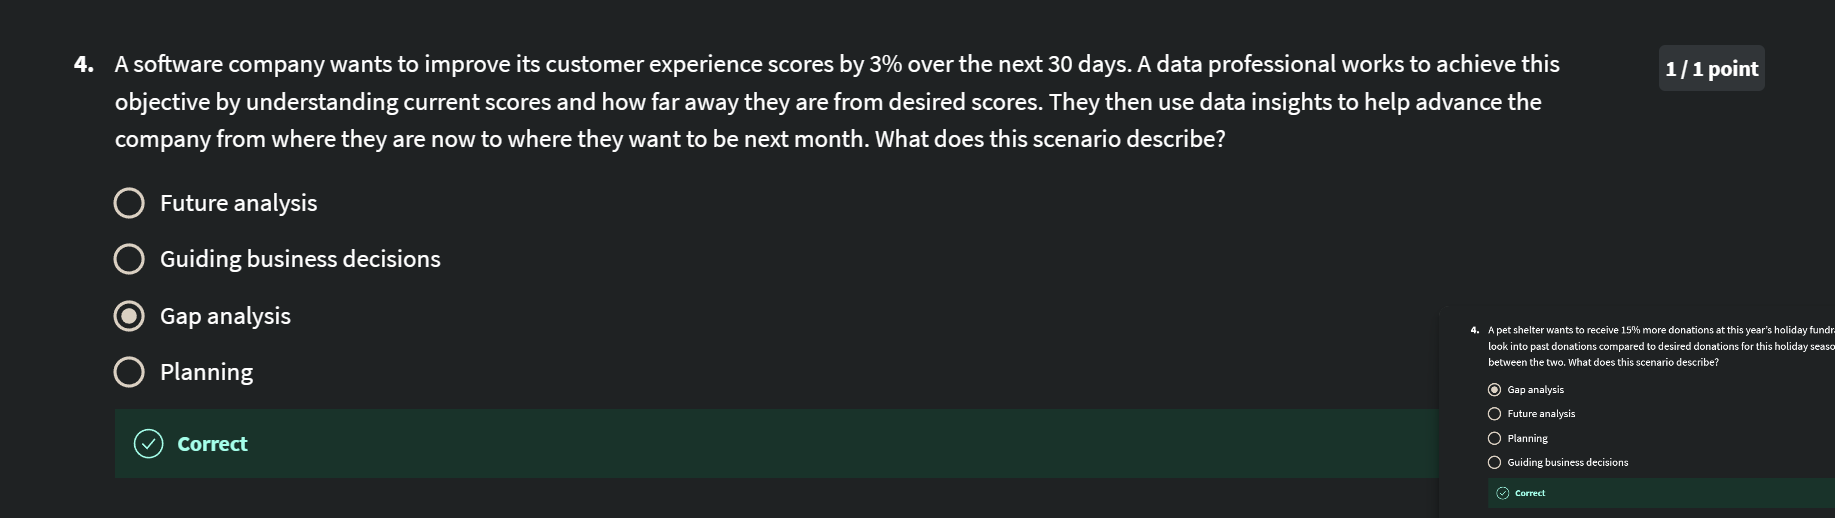 4. A software company wants to improve its customer experience scores by 3% over the next 30 days. A data professional works to achieve this
objective by understanding current scores and how far away they are from desired scores. They then use data insights to help advance the
company from where they are now to where they want to be next month. What does this scenario describe?
1 / 1 point
Future analysis
Guiding business decisions
Gap analysis
Planning
Correct
4. A pet shelter wants to receive 15% more donations at this year's holiday
look into past donations compared to desired donations for this holiday
between the two. What does this scenario describe?
Gap analysis
Future analysis
Planning
Guiding business decisions
Correct